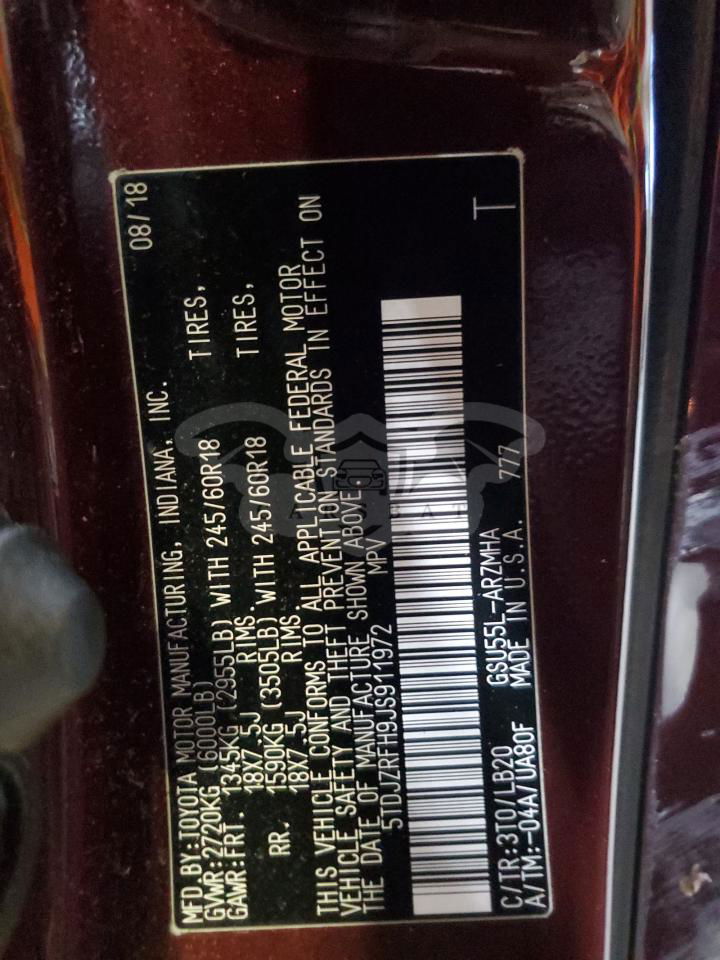 MFD.BY:TOYOTA MOTOR MANUFACTURING, INDIANA, INC. 08/18
GVWR:2720KG (6000LB)
GAWR:FRT. 1345KG (2955LB) WITH 245/60R18 TIRES,
18X7.5J RIMS.
RR. 1590KG (3505LB) WITH 245/60R18 TIRES,
18X7.5J RIMS.
THIS VEHICLE CONFORMS TO ALL APPLICABLE FEDERAL MOTOR
VEHICLE SAFETY AND THEFT PREVENTION STANDARDS IN EFFECT ON
THE DATE OF MANUFACTURE SHOWN ABOVE.
5TDJZRFH9JS911972 MPV
C/TR:3T0/LB20 GSU55L-ARZMHA 777 T
A/TM:-04A/UA80F MADE IN U.S.A.